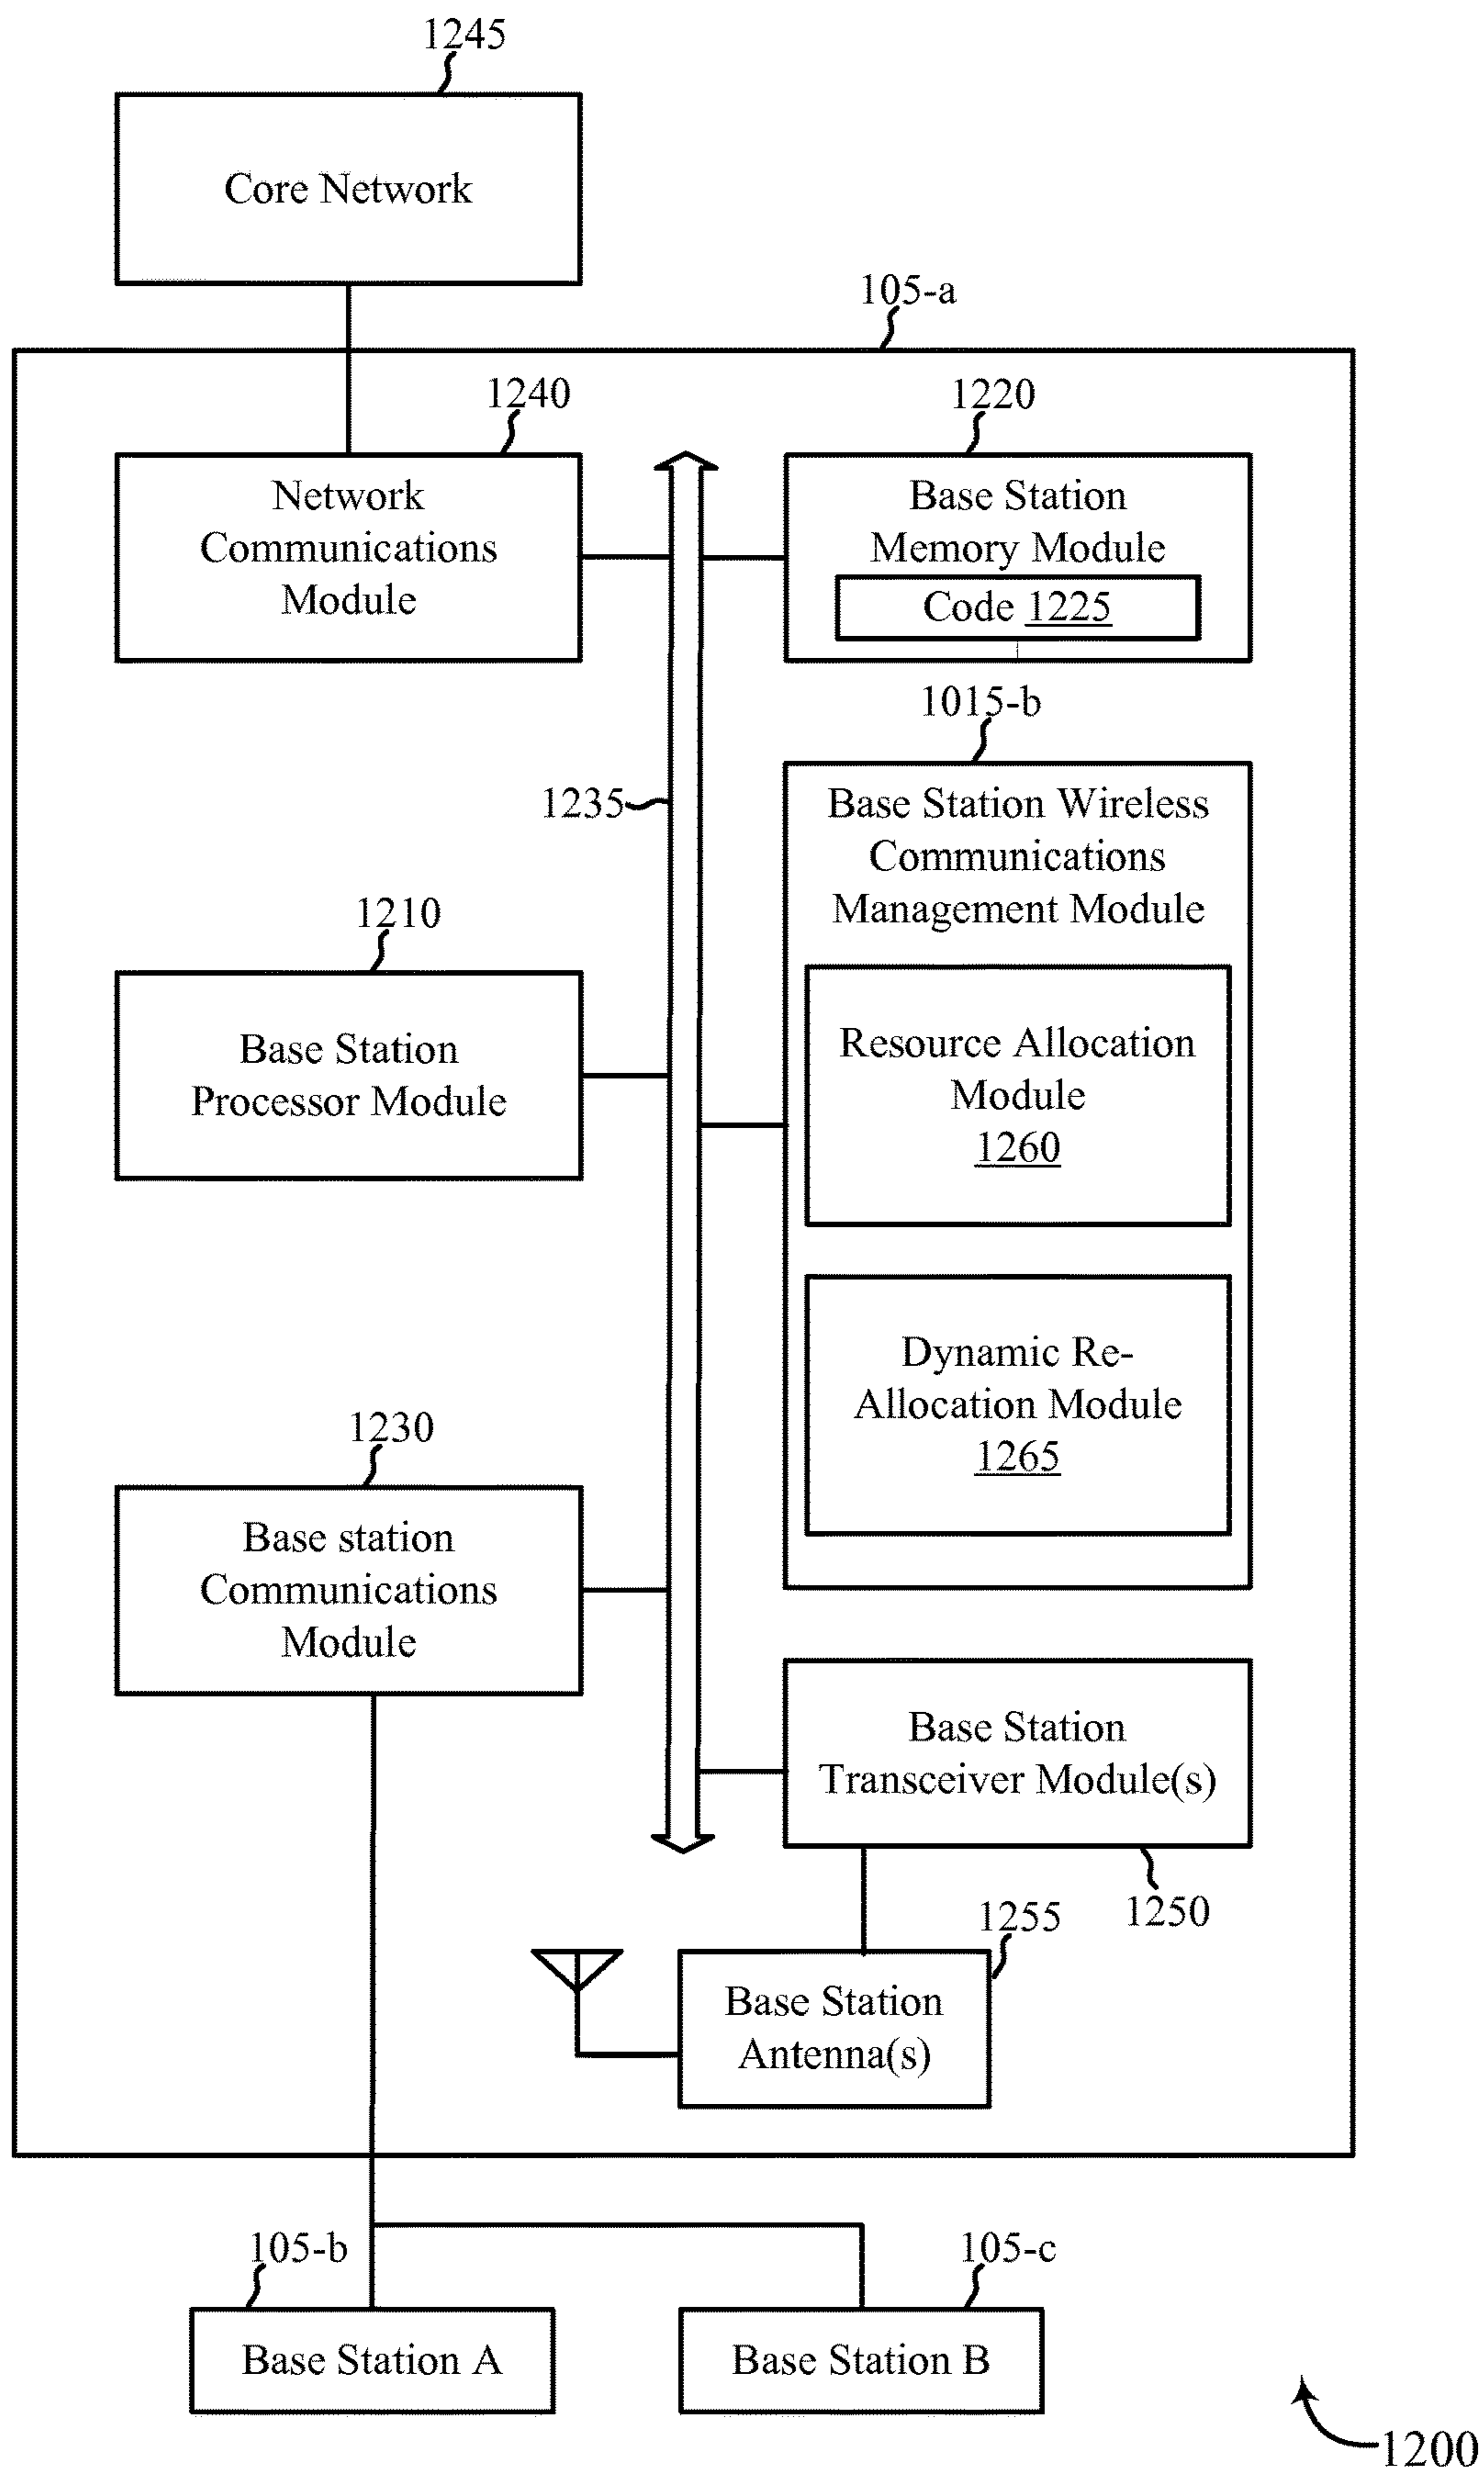 1245
Core Network
105-a
1240
1220
Network
Communications
Module
Base Station
Memory Module
Code 1225
1015-b
1235
Base Station Wireless
Communications
Management Module
1210
Base Station
Processor Module
Resource Allocation
Module
1260
Dynamic Re-
Allocation Module
1265
1230
Base station
Communications
Module
Base Station
Transceiver Module(s)
1250
1255
Base Station
Antenna(s)
105-b
105-c
Base Station A
Base Station B
1200